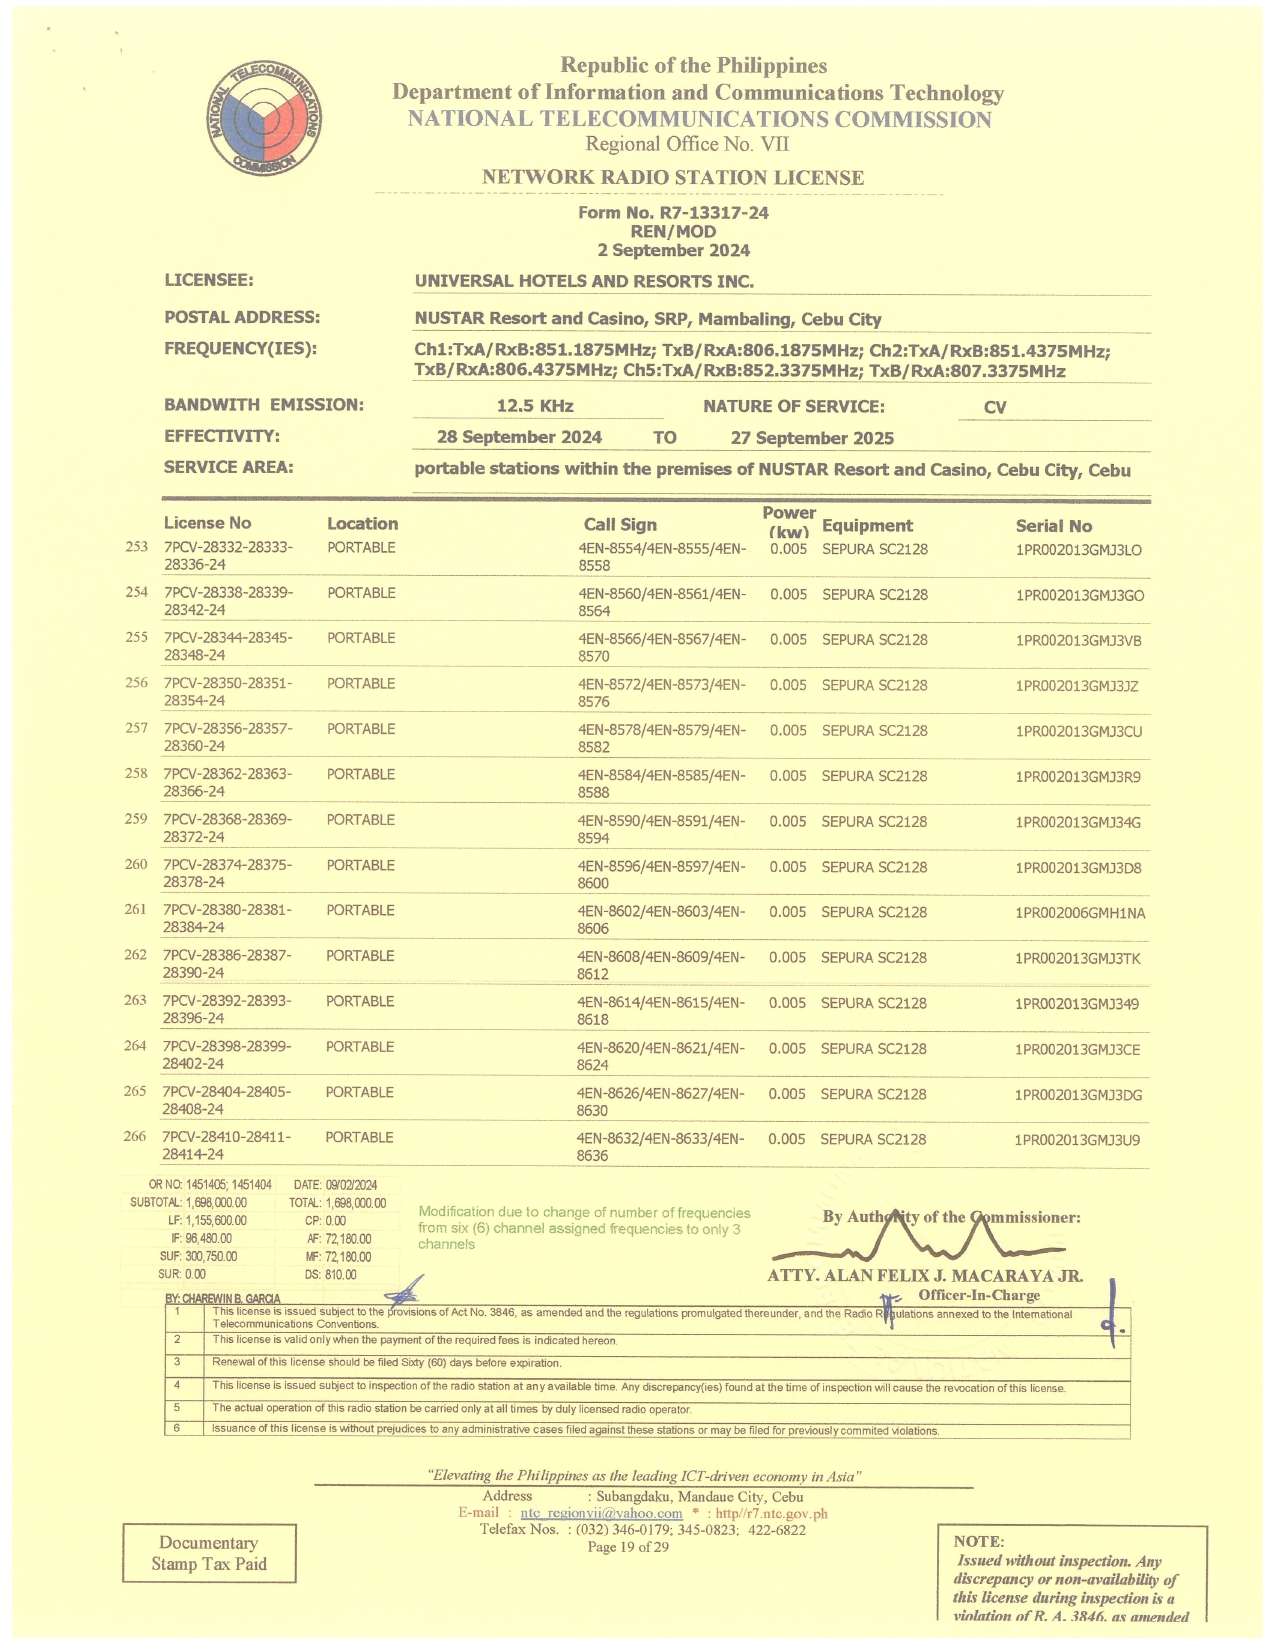 NATIONAL TELECOMMUNICATIONS COMMISSION
Republic of the Philippines
Department of Information and Communications Technology
NATIONAL TELECOMMUNICATIONS COMMISSION
Regional Office No. VII
NETWORK RADIO STATION LICENSE
Form No. R7-13317-24
REN/MOD
2 September 2024
LICENSEE: UNIVERSAL HOTELS AND RESORTS INC.
POSTAL ADDRESS: NUSTAR Resort and Casino, SRP, Mambaling, Cebu City
FREQUENCY(IES): Ch1:TxA/RxB:851.1875MHz; TxB/RxA:806.1875MHz; Ch2:TxA/RxB:851.4375MHz;
TxB/RxA:806.4375MHz; Ch5:TxA/RxB:852.3375MHz; TxB/RxA:807.3375MHz
BANDWITH EMISSION: 12.5 KHz NATURE OF SERVICE: CV
EFFECTIVITY: 28 September 2024 TO 27 September 2025
SERVICE AREA: portable stations within the premises of NUSTAR Resort and Casino, Cebu City, Cebu
License No Location Call Sign Power (kw) Equipment Serial No
253 7PCV-28332-28333- PORTABLE 4EN-8554/4EN-8555/4EN- 0.005 SEPURA SC2128 1PR002013GMJ3LO
28336-24 8558
254 7PCV-28338-28339- PORTABLE 4EN-8560/4EN-8561/4EN- 0.005 SEPURA SC2128 1PR002013GMJ3GO
28342-24 8564
255 7PCV-28344-28345- PORTABLE 4EN-8566/4EN-8567/4EN- 0.005 SEPURA SC2128 1PR002013GMJ3VB
28348-24 8570
256 7PCV-28350-28351- PORTABLE 4EN-8572/4EN-8573/4EN- 0.005 SEPURA SC2128 1PR002013GMJ3JZ
28354-24 8576
257 7PCV-28356-28357- PORTABLE 4EN-8578/4EN-8579/4EN- 0.005 SEPURA SC2128 1PR002013GMJ3CU
28360-24 8582
258 7PCV-28362-28363- PORTABLE 4EN-8584/4EN-8585/4EN- 0.005 SEPURA SC2128 1PR002013GMJ3R9
28366-24 8588
259 7PCV-28368-28369- PORTABLE 4EN-8590/4EN-8591/4EN- 0.005 SEPURA SC2128 1PR002013GMJ34G
28372-24 8594
260 7PCV-28374-28375- PORTABLE 4EN-8596/4EN-8597/4EN- 0.005 SEPURA SC2128 1PR002013GMJ3D8
28378-24 8600
261 7PCV-28380-28381- PORTABLE 4EN-8602/4EN-8603/4EN- 0.005 SEPURA SC2128 1PR002006GMH1NA
28384-24 8606
262 7PCV-28386-28387- PORTABLE 4EN-8608/4EN-8609/4EN- 0.005 SEPURA SC2128 1PR002013GMJ3TK
28390-24 8612
263 7PCV-28392-28393- PORTABLE 4EN-8614/4EN-8615/4EN- 0.005 SEPURA SC2128 1PR002013GMJ349
28396-24 8618
264 7PCV-28398-28399- PORTABLE 4EN-8620/4EN-8621/4EN- 0.005 SEPURA SC2128 1PR002013GMJ3CE
28402-24 8624
265 7PCV-28404-28405- PORTABLE 4EN-8626/4EN-8627/4EN- 0.005 SEPURA SC2128 1PR002013GMJ3DG
28408-24 8630
266 7PCV-28410-28411- PORTABLE 4EN-8632/4EN-8633/4EN- 0.005 SEPURA SC2128 1PR002013GMJ3U9
28414-24 8636
OR NO: 1451405; 1451404 DATE: 09/02/2024
SUBTOTAL: 1,698,000.00 TOTAL: 1,698,000.00
LF: 1,155,600.00 CP: 0.00
IF: 96,480.00 AF: 72,180.00
SUF: 300,750.00 MF: 72,180.00
SUR: 0.00 DS: 810.00
BY: CHAREWIN B. GARCIA
Modification due to change of number of frequencies
from six (6) channel assigned frequencies to only 3
channels
By Authority of the Commissioner:
ATTY. ALAN FELIX J. MACARAYA JR.
Officer-In-Charge
1 This license is issued subject to the provisions of Act No. 3846, as amended and the regulations promulgated thereunder, and the Radio Regulations annexed to the International
Telecommunications Conventions.
2 This license is valid only when the payment of the required fees is indicated hereon.
3 Renewal of this license should be filed Sixty (60) days before expiration.
4 This license is issued subject to inspection of the radio station at any available time. Any discrepancy(ies) found at the time of inspection will cause the revocation of this license.
5 The actual operation of this radio station be carried only at all times by duly licensed radio operator.
6 Issuance of this license is without prejudices to any administrative cases filed against these stations or may be filed for previously commited violations.
"Elevating the Philippines as the leading ICT-driven economy in Asia"
Address : Subangdaku, Mandaue City, Cebu
E-mail : ntc_regionvii@yahoo.com * : http//r7.ntc.gov.ph
Telefax Nos. : (032) 346-0179; 345-0823; 422-6822
Page 19 of 29
Documentary
Stamp Tax Paid
NOTE:
Issued without inspection. Any
discrepancy or non-availability of
this license during inspection is a
violation of R. A. 3846, as amended